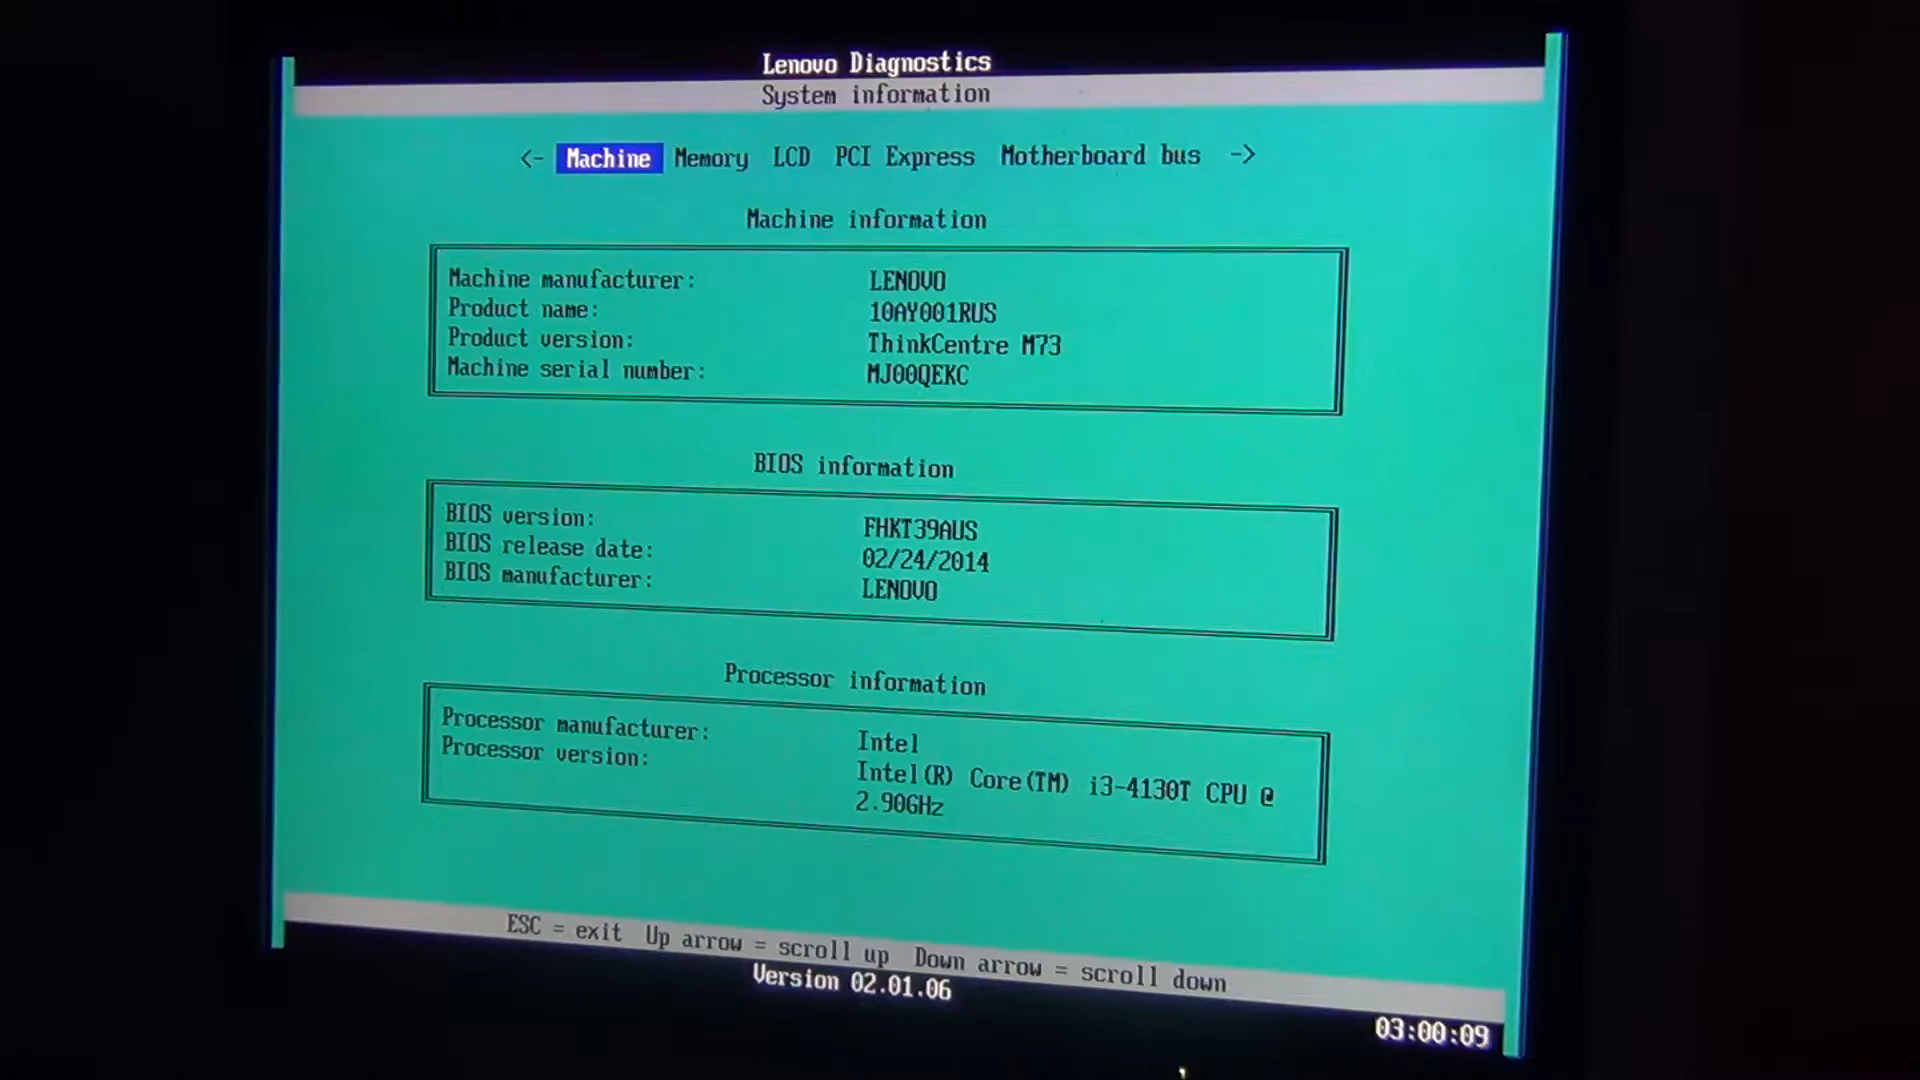 Lenovo Diagnostics
System information
<- Machine Memory LCD PCI Express Motherboard bus ->
Machine information
Machine manufacturer: LENOVO
Product name: 10AY001RUS
Product version: ThinkCentre M73
Machine serial number: MJ00QEKC
BIOS information
BIOS version: FHKT39AUS
BIOS release date: 02/24/2014
BIOS manufacturer: LENOVO
Processor information
Processor manufacturer: Intel
Processor version: Intel(R) Core(TM) i3-4130T CPU @
2.90GHz
ESC = exit Up arrow = scroll up Down arrow = scroll down
Version 02.01.06
03:00:09